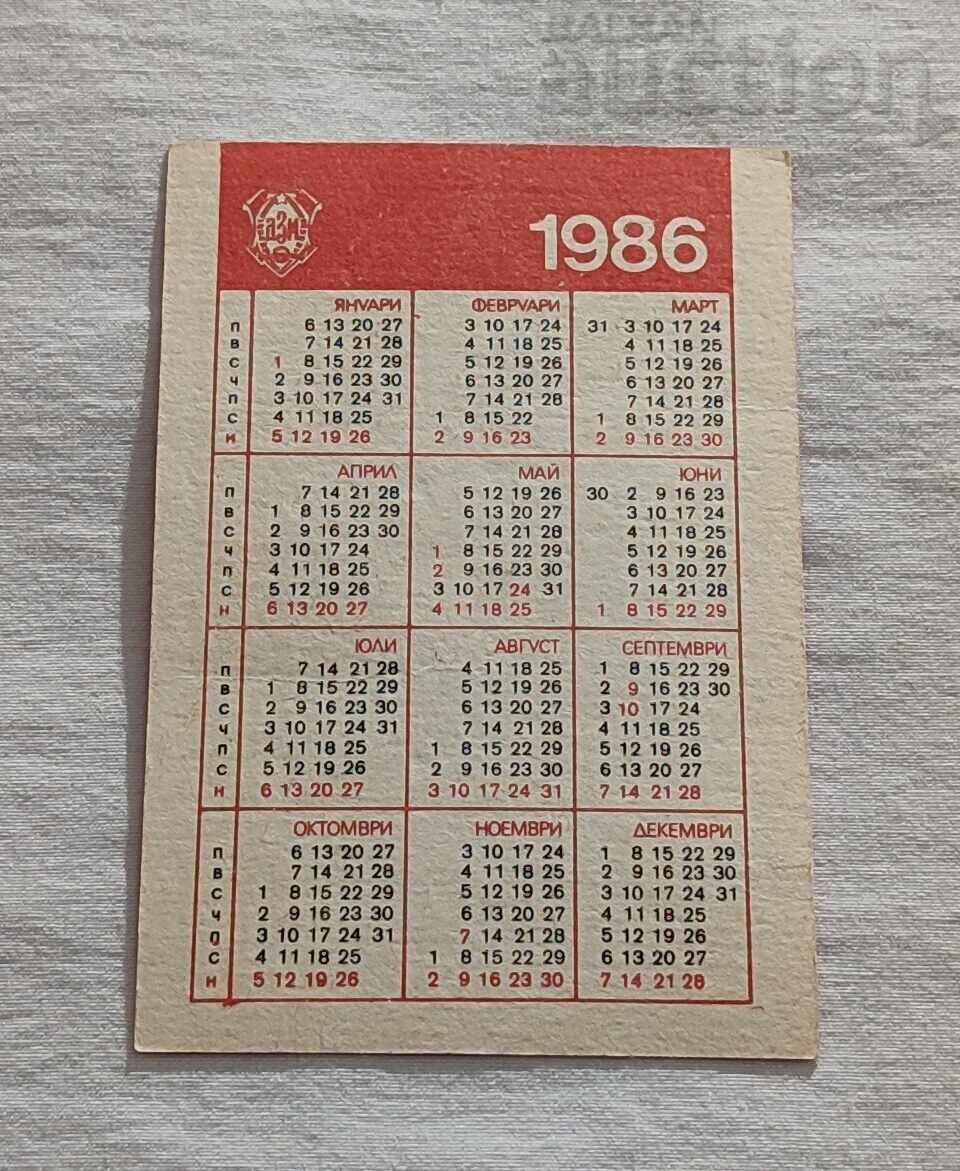 BALKAN
auction
1986
ЯНУАРИ ФЕВРУАРИ МАРТ
П 6 13 20 27 3 10 17 24 31 3 10 17 24
В 7 14 21 28 4 11 18 25 4 11 18 25
С 1 8 15 22 29 5 12 19 26 5 12 19 26
Ч 2 9 16 23 30 6 13 20 27 6 13 20 27
П 3 10 17 24 31 7 14 21 28 7 14 21 28
С 4 11 18 25 1 8 15 22 1 8 15 22 29
Н 5 12 19 26 2 9 16 23 2 9 16 23 30
АПРИЛ МАЙ ЮНИ
П 7 14 21 28 5 12 19 26 30 2 9 16 23
В 1 8 15 22 29 6 13 20 27 3 10 17 24
С 2 9 16 23 30 7 14 21 28 4 11 18 25
Ч 3 10 17 24 1 8 15 22 29 5 12 19 26
П 4 11 18 25 2 9 16 23 30 6 13 20 27
С 5 12 19 26 3 10 17 24 31 7 14 21 28
Н 6 13 20 27 4 11 18 25 1 8 15 22 29
ЮЛИ АВГУСТ СЕПТЕМВРИ
П 7 14 21 28 4 11 18 25 1 8 15 22 29
В 1 8 15 22 29 5 12 19 26 2 9 16 23 30
С 2 9 16 23 30 6 13 20 27 3 10 17 24
Ч 3 10 17 24 31 7 14 21 28 4 11 18 25
П 4 11 18 25 1 8 15 22 29 5 12 19 26
С 5 12 19 26 2 9 16 23 30 6 13 20 27
Н 6 13 20 27 3 10 17 24 31 7 14 21 28
ОКТОМВРИ НОЕМВРИ ДЕКЕМВРИ
П 6 13 20 27 3 10 17 24 1 8 15 22 29
В 7 14 21 28 4 11 18 25 2 9 16 23 30
С 1 8 15 22 29 5 12 19 26 3 10 17 24 31
Ч 2 9 16 23 30 6 13 20 27 4 11 18 25
П 3 10 17 24 31 7 14 21 28 5 12 19 26
С 4 11 18 25 1 8 15 22 29 6 13 20 27
Н 5 12 19 26 2 9 16 23 30 7 14 21 28